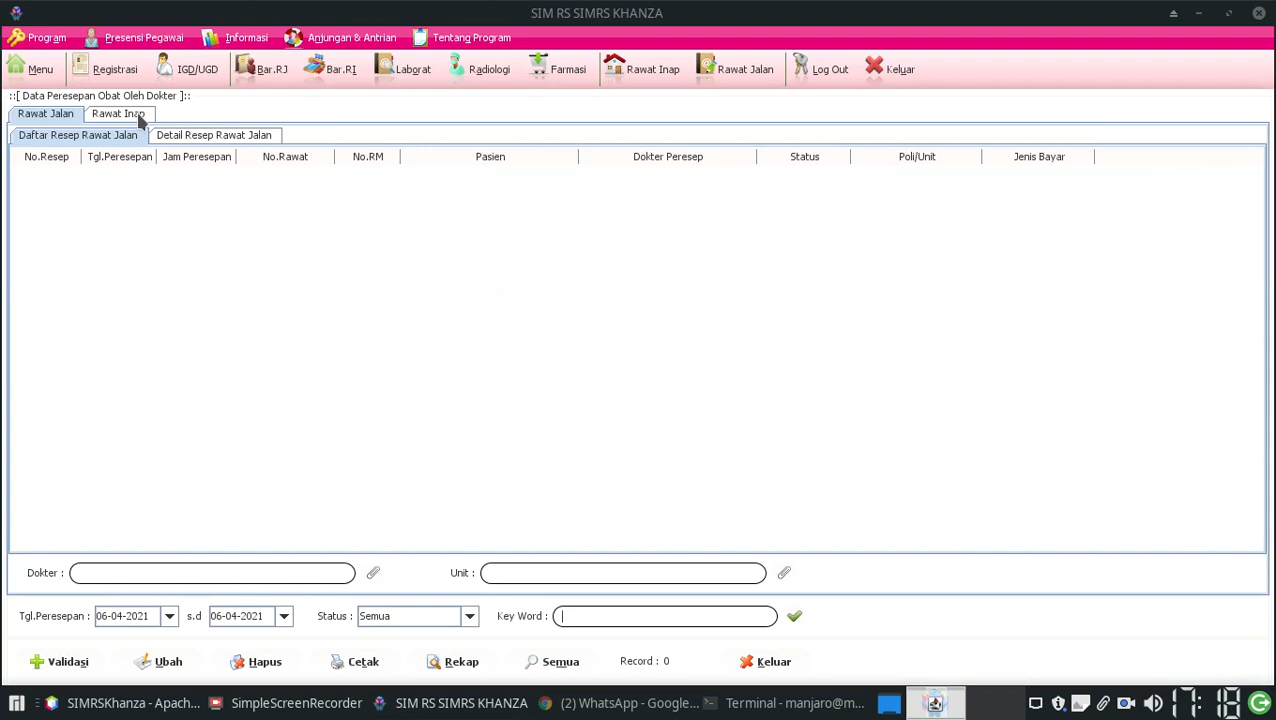 SIM RS SIMRS KHANZA
Program Presensi Pegawai Informasi Anjungan & Antrian Tentang Program
Menu Registrasi IGD/UGD Bar.RJ Bar.RI Laborat Radiologi Farmasi Rawat Inap Rawat Jalan Log Out Keluar
::[ Data Peresepan Obat Oleh Dokter ]::
Rawat Jalan Rawat Inap
Daftar Resep Rawat Jalan Detail Resep Rawat Jalan
No.Resep Tgl.Peresepan Jam Peresepan No.Rawat No.RM Pasien Dokter Peresep Status Poli/Unit Jenis Bayar
Dokter : Unit :
Tgl.Peresepan : 06-04-2021 s.d 06-04-2021 Status : Semua Key Word :
Validasi Ubah Hapus Cetak Rekap Semua Record : 0 Keluar
SIMRSKhanza - Apach... SimpleScreenRecorder SIM RS SIMRS KHANZA (2) WhatsApp - Google... Terminal - manjaro@m... 17:18